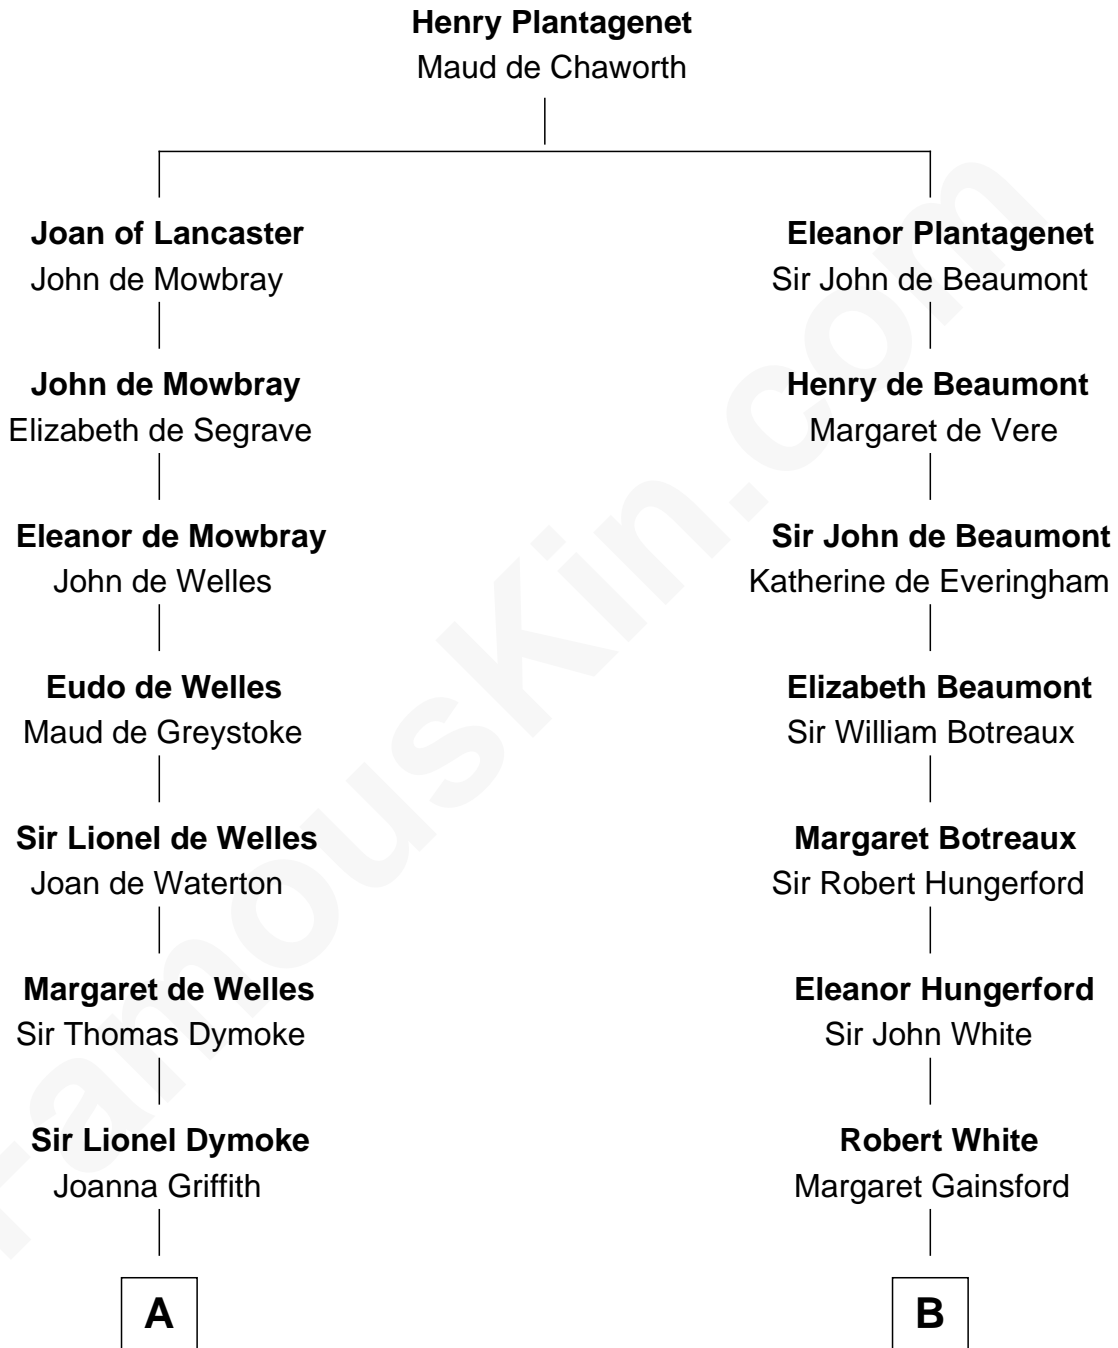 Henry Plantagenet
Maud de Chaworth
Joan of Lancaster
John de Mowbray
Eleanor Plantagenet
Sir John de Beaumont
John de Mowbray
Elizabeth de Segrave
Henry de Beaumont
Margaret de Vere
Eleanor de Mowbray
John de Welles
Sir John de Beaumont
Katherine de Everingham
Eudo de Welles
Maud de Greystoke
Elizabeth Beaumont
Sir William Botreaux
Sir Lionel de Welles
Joan de Waterton
Margaret Botreaux
Sir Robert Hungerford
Margaret de Welles
Sir Thomas Dymoke
Eleanor Hungerford
Sir John White
Sir Lionel Dymoke
Joanna Griffith
Robert White
Margaret Gainsford
A
B
FamousKin.com